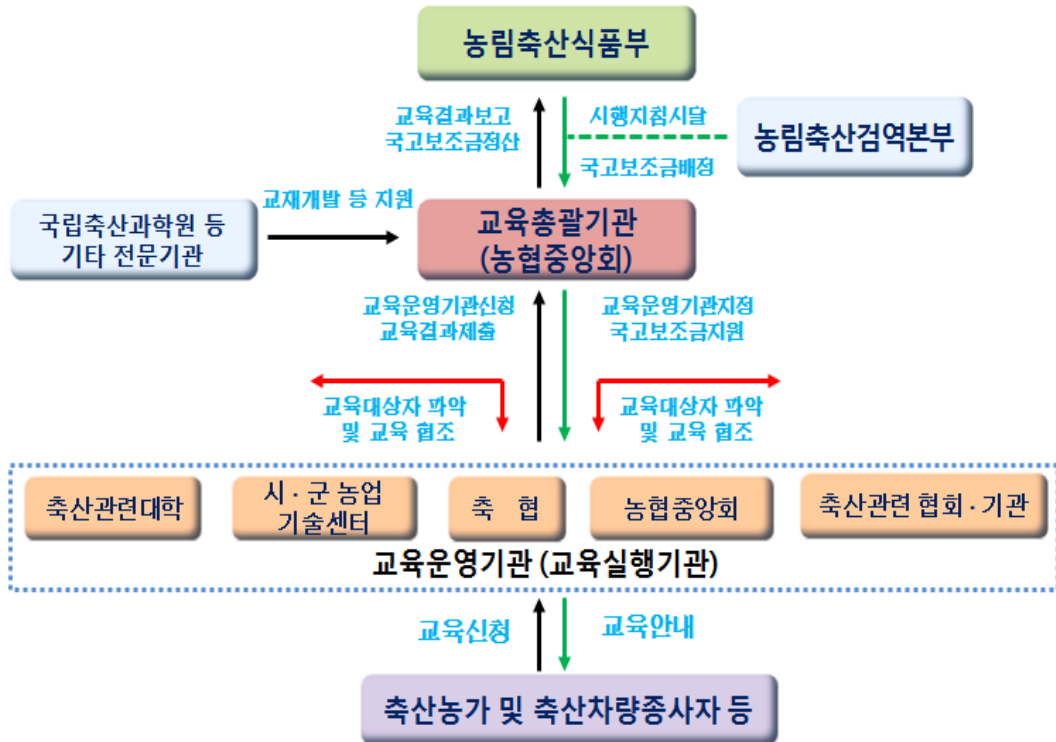 농림축산식품부
교육결과보고
국고보조금정산
시행지침시달
국고보조금배정
농림축산검역본부
교재개발 등 지원
국립축산과학원 등
기타 전문기관
교육총괄기관
(농협중앙회)
교육운영기관신청
교육결과제출
교육운영기관지정
국고보조금지원
교육대상자 파악
및 교육 협조
교육대상자 파악
및 교육 협조
축산관련대학
시·군 농업
기술센터
축 협
농협중앙회
축산관련 협회·기관
교육운영기관 (교육실행기관)
교육신청
교육안내
축산농가 및 축산차량종사자 등